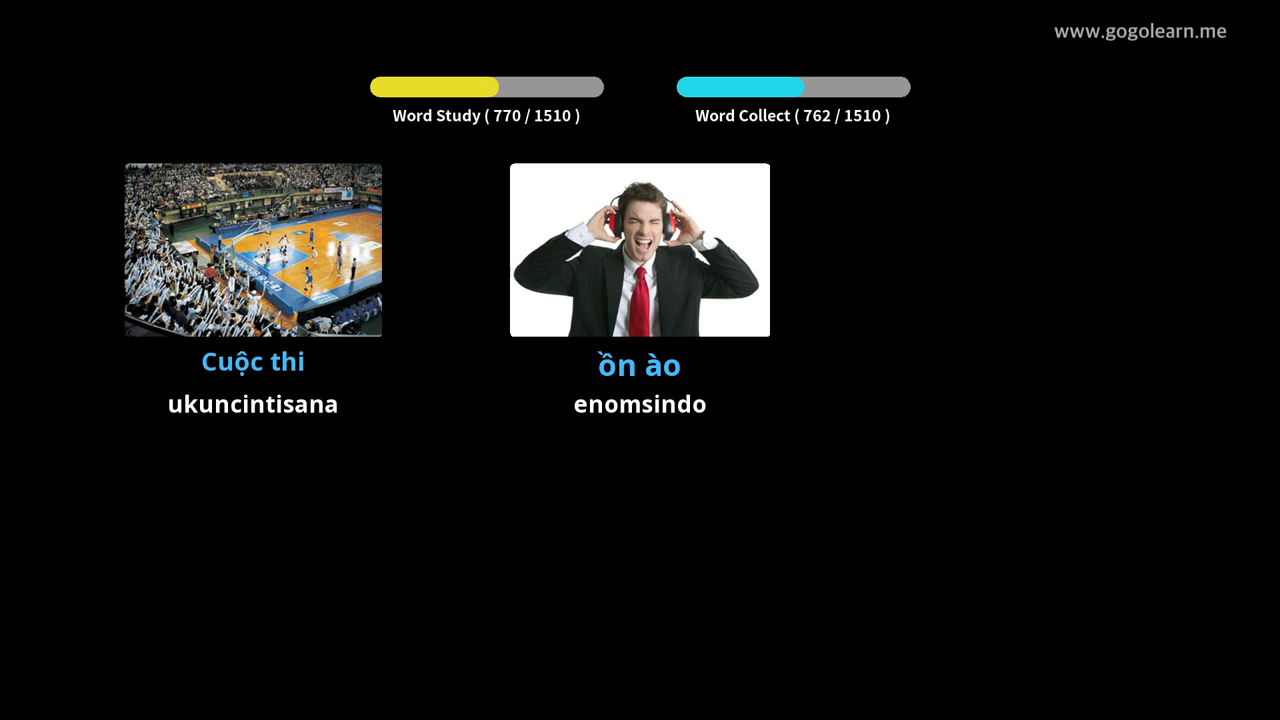 www.gogolearn.me
Word Study ( 770 / 1510 )
Word Collect ( 762 / 1510 )
Cuộc thi
ukuncintisana
ồn ào
enomsindo